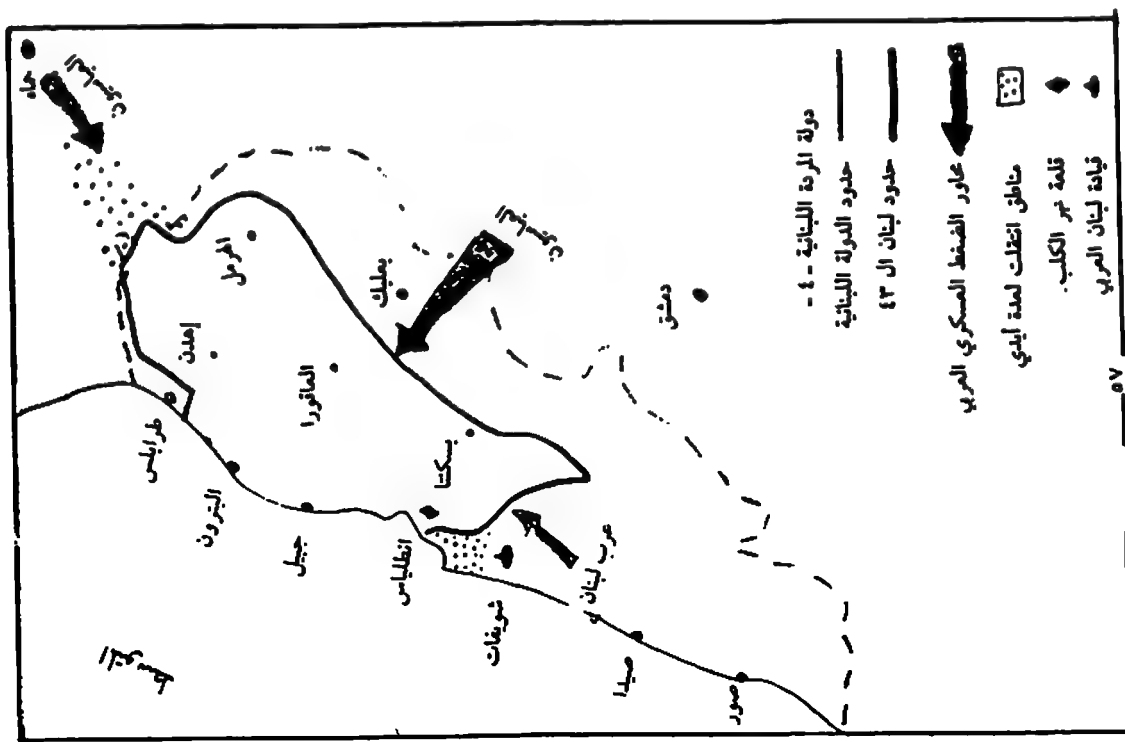 دولة المردة اللبنانية - ٤ -
حدود الدولة اللبنانية
حدود لبنان ال ٤٣
محاور الضغط العسكري العربي
مناطق انتقلت لمدة أيدي
قلعة نهر الكلب.
قيادة لبنان العربي
حماه
الهرمل
بعلبك
دمشق
إهدن
العاقورا
بسكنتا
طرابلس
البترون
جبيل
انطلياس
شويفات
عرب لبنان
صيدا
صور
٥٧